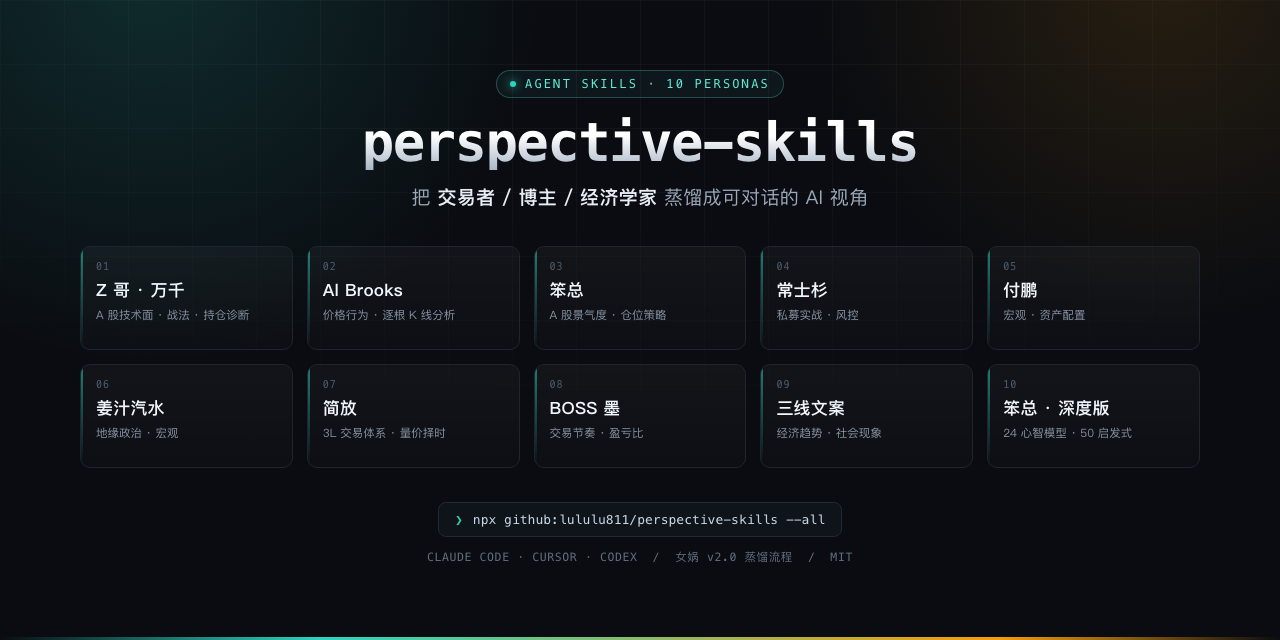 AGENT SKILLS · 10 PERSONAS
perspective-skills
把 交易者 / 博主 / 经济学家 蒸馏成可对话的 AI 视角
01
Z 哥 · 万千
A 股技术面 · 战法 · 持仓诊断
02
Al Brooks
价格行为 · 逐根 K 线分析
03
笨总
A 股景气度 · 仓位策略
04
常士杉
私募实战 · 风控
05
付鹏
宏观 · 资产配置
06
姜汁汽水
地缘政治 · 宏观
07
简放
3L 交易体系 · 量价择时
08
BOSS 墨
交易节奏 · 盈亏比
09
三线文案
经济趋势 · 社会现象
10
笨总 · 深度版
24 心智模型 · 50 启发式
❯ npx github:lululu811/perspective-skills --all
CLAUDE CODE · CURSOR · CODEX / 女娲 v2.0 蒸馏流程 / MIT